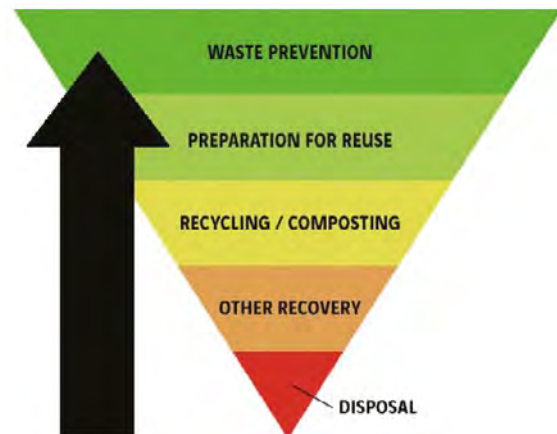 WASTE PREVENTION
PREPARATION FOR REUSE
RECYCLING / COMPOSTING
OTHER RECOVERY
DISPOSAL